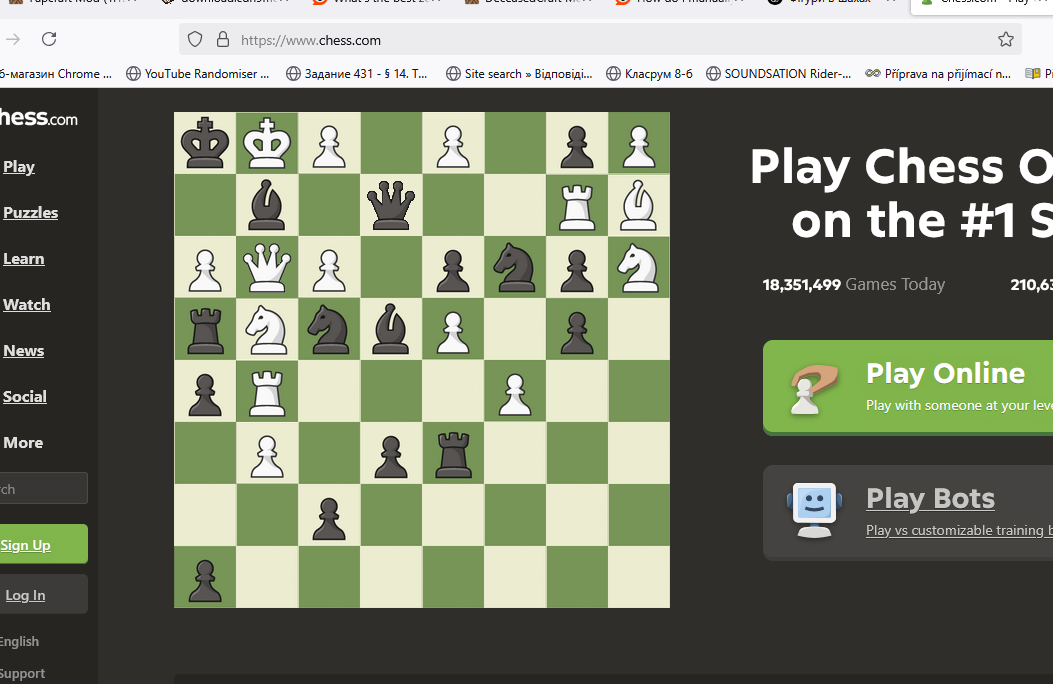 https://www.chess.com
б-магазин Chrome ... YouTube Randomiser ... Задание 431 - § 14. Т... Site search » Відповіді... Класрум 8-б SOUNDSATION Rider-... Příprava na přijímací n...
hess.com
Play
Puzzles
Learn
Watch
News
Social
More
rch
Sign Up
Log In
English
Support
Play Chess O
on the #1 S
18,351,499 Games Today 210,63
Play Online
Play with someone at your leve
Play Bots
Play vs customizable training b